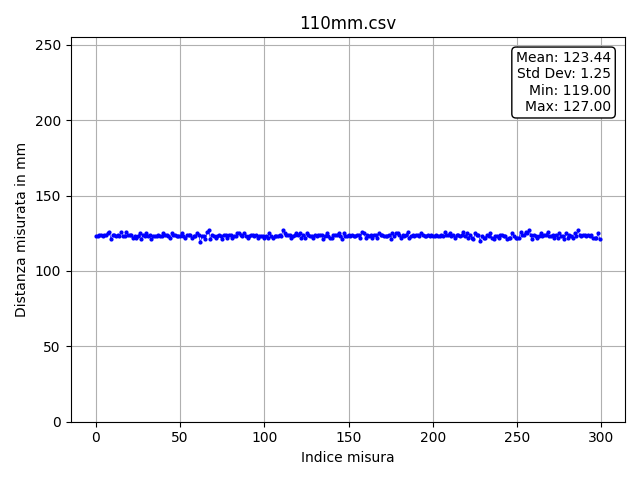 110mm.csv
Mean: 123.44
Std Dev: 1.25
Min: 119.00
Max: 127.00
250
200
150
100
50
0
Distanza misurata in mm
0 50 100 150 200 250 300
Indice misura